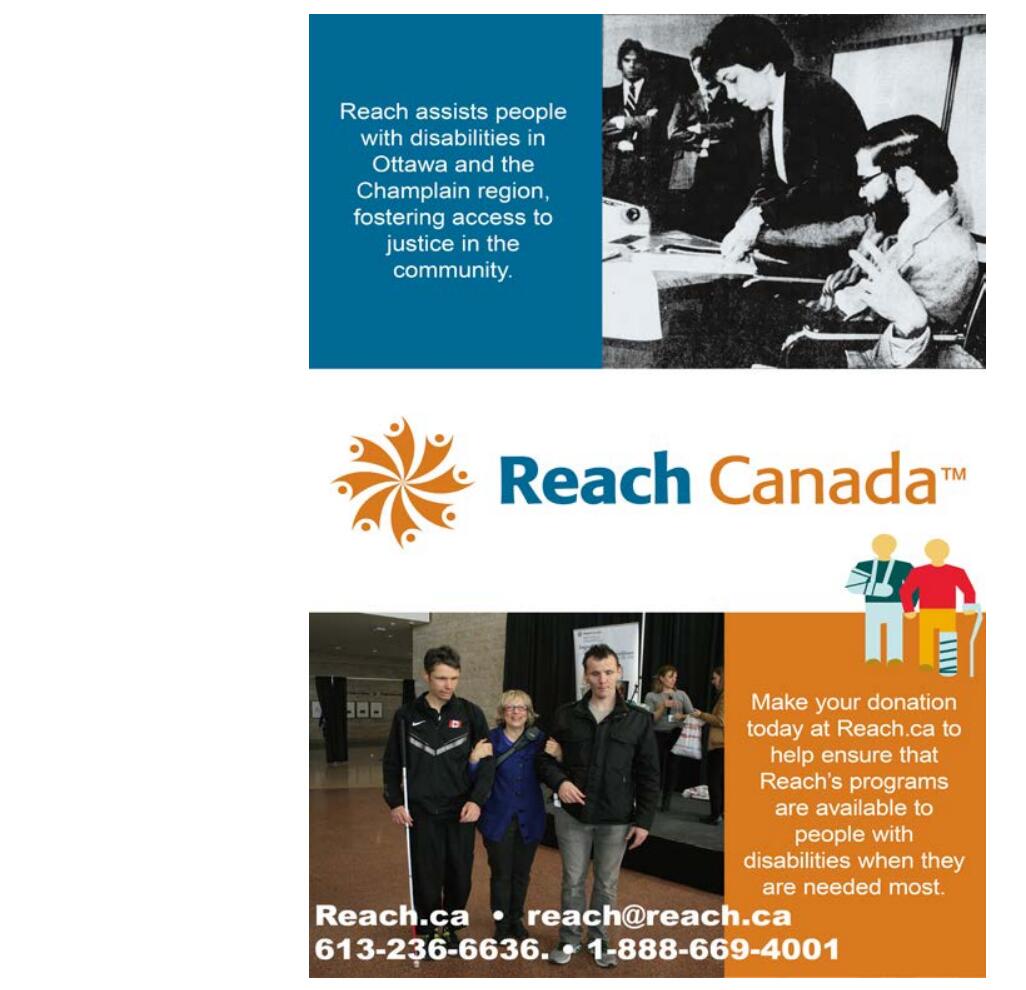 Reach assists people
with disabilities in
Ottawa and the
Champlain region,
fostering access to
justice in the
community.
Reach Canada™
Make your donation
today at Reach.ca to
help ensure that
Reach's programs
are available to
people with
disabilities when they
are needed most.
Reach.ca • reach@reach.ca
613-236-6636. • 1-888-669-4001